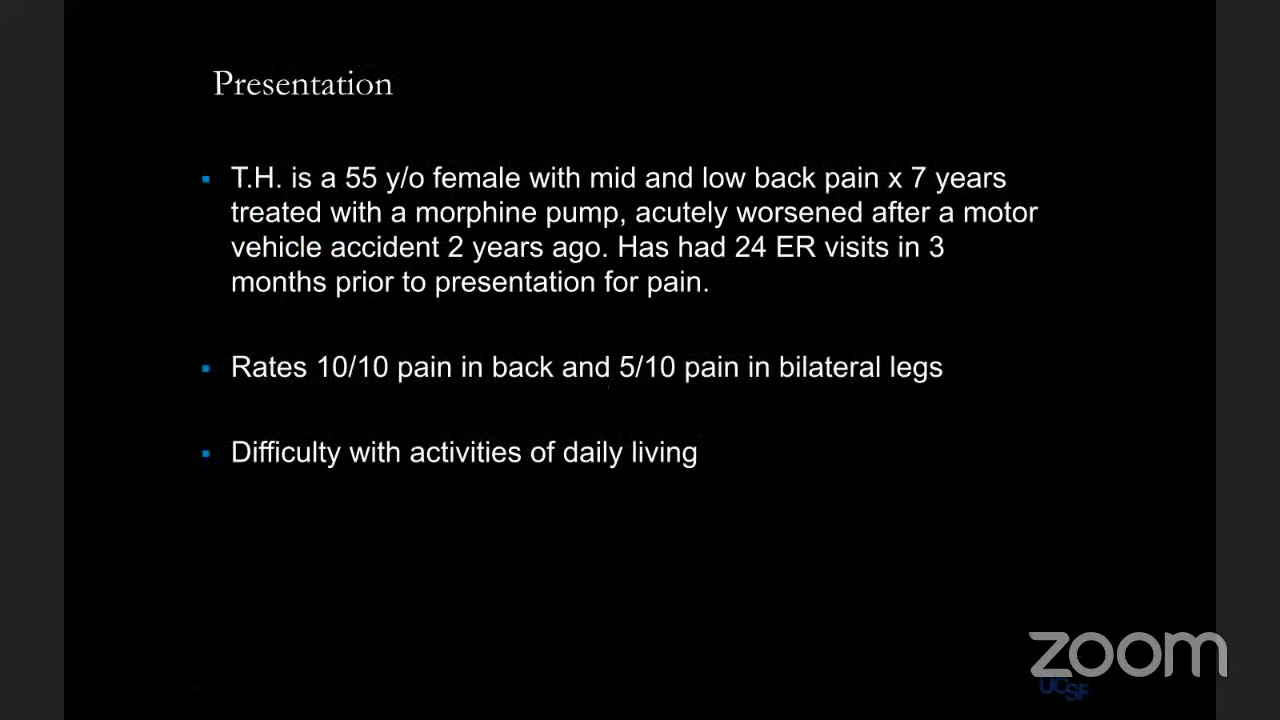 Presentation
T.H. is a 55 y/o female with mid and low back pain x 7 years
treated with a morphine pump, acutely worsened after a motor
vehicle accident 2 years ago. Has had 24 ER visits in 3
months prior to presentation for pain.
Rates 10/10 pain in back and 5/10 pain in bilateral legs
Difficulty with activities of daily living
zoom
UCSF